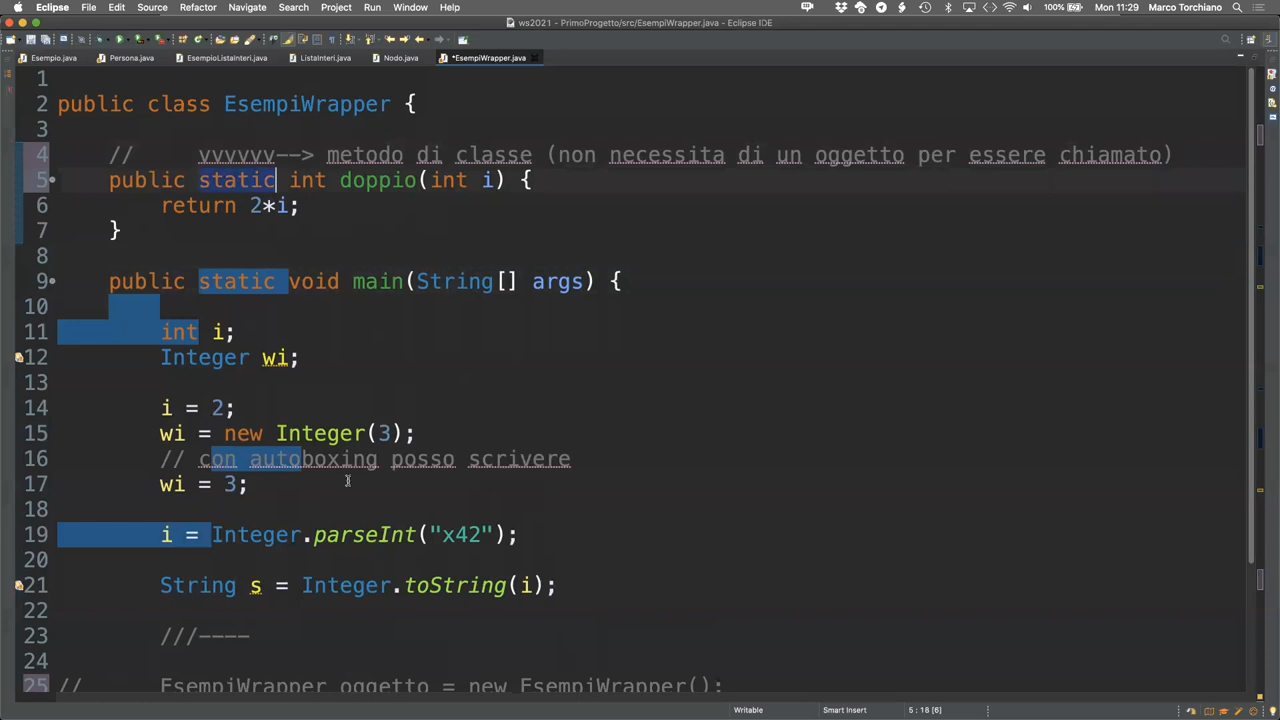 Eclipse File Edit Source Refactor Navigate Search Project Run Window Help 100% Mon 11:29 Marco Torchiano
ws2021 - PrimoProgetto/src/EsempiWrapper.java - Eclipse IDE
Esempio.java Persona.java EsempioListaInteri.java ListaInteri.java Nodo.java *EsempiWrapper.java
1
2 public class EsempiWrapper {
3
4 // vvvvvv--> metodo di classe (non necessita di un oggetto per essere chiamato)
5 public static int doppio(int i) {
6 return 2*i;
7 }
8
9 public static void main(String[] args) {
10
11 int i;
12 Integer wi;
13
14 i = 2;
15 wi = new Integer(3);
16 // con autoboxing posso scrivere
17 wi = 3;
18
19 i = Integer.parseInt("x42");
20
21 String s = Integer.toString(i);
22
23 ///----
24
25 // EsempiWrapper oggetto = new EsempiWrapper();
Writable Smart Insert 5 : 18 [6]